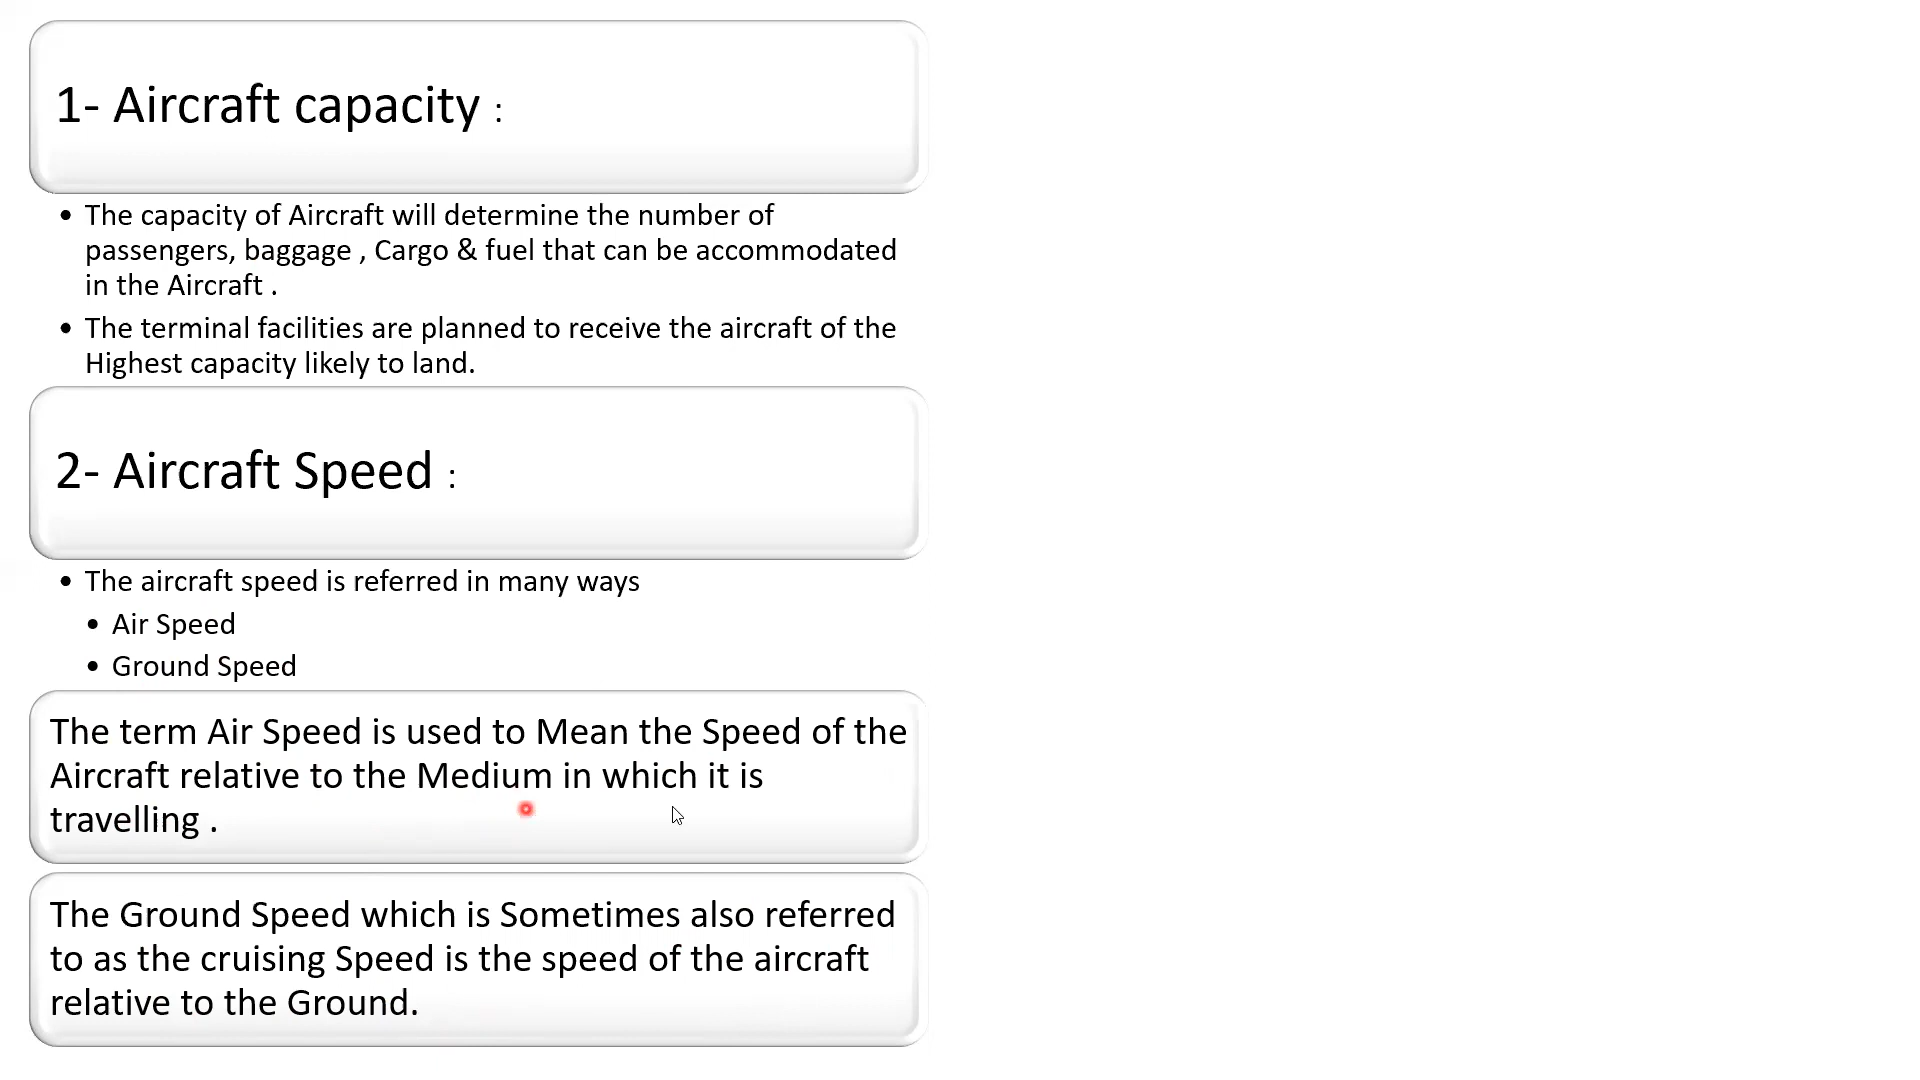 1- Aircraft capacity :
• The capacity of Aircraft will determine the number of
passengers, baggage , Cargo & fuel that can be accommodated
in the Aircraft .
• The terminal facilities are planned to receive the aircraft of the
Highest capacity likely to land.
2- Aircraft Speed :
• The aircraft speed is referred in many ways
• Air Speed
• Ground Speed
The term Air Speed is used to Mean the Speed of the
Aircraft relative to the Medium in which it is
travelling .
The Ground Speed which is Sometimes also referred
to as the cruising Speed is the speed of the aircraft
relative to the Ground.